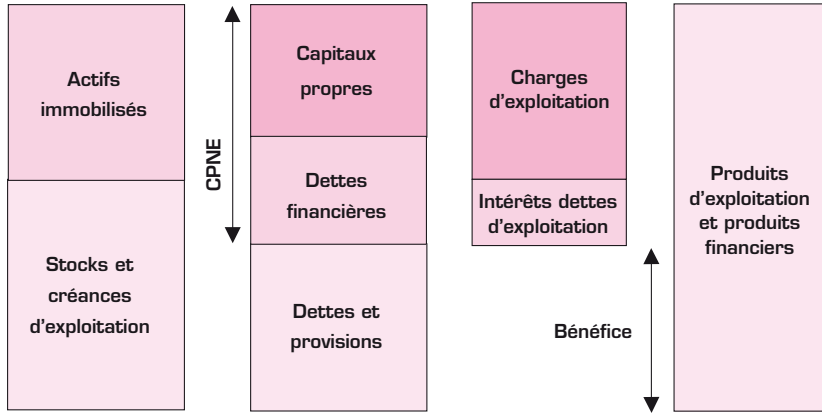 Actifs
immobilisés
Stocks et
créances
d'exploitation
CPNE
Capitaux
propres
Dettes
financières
Dettes et
provisions
Charges
d'exploitation
Intérêts dettes
d'exploitation
Bénéfice
Produits
d'exploitation
et produits
financiers